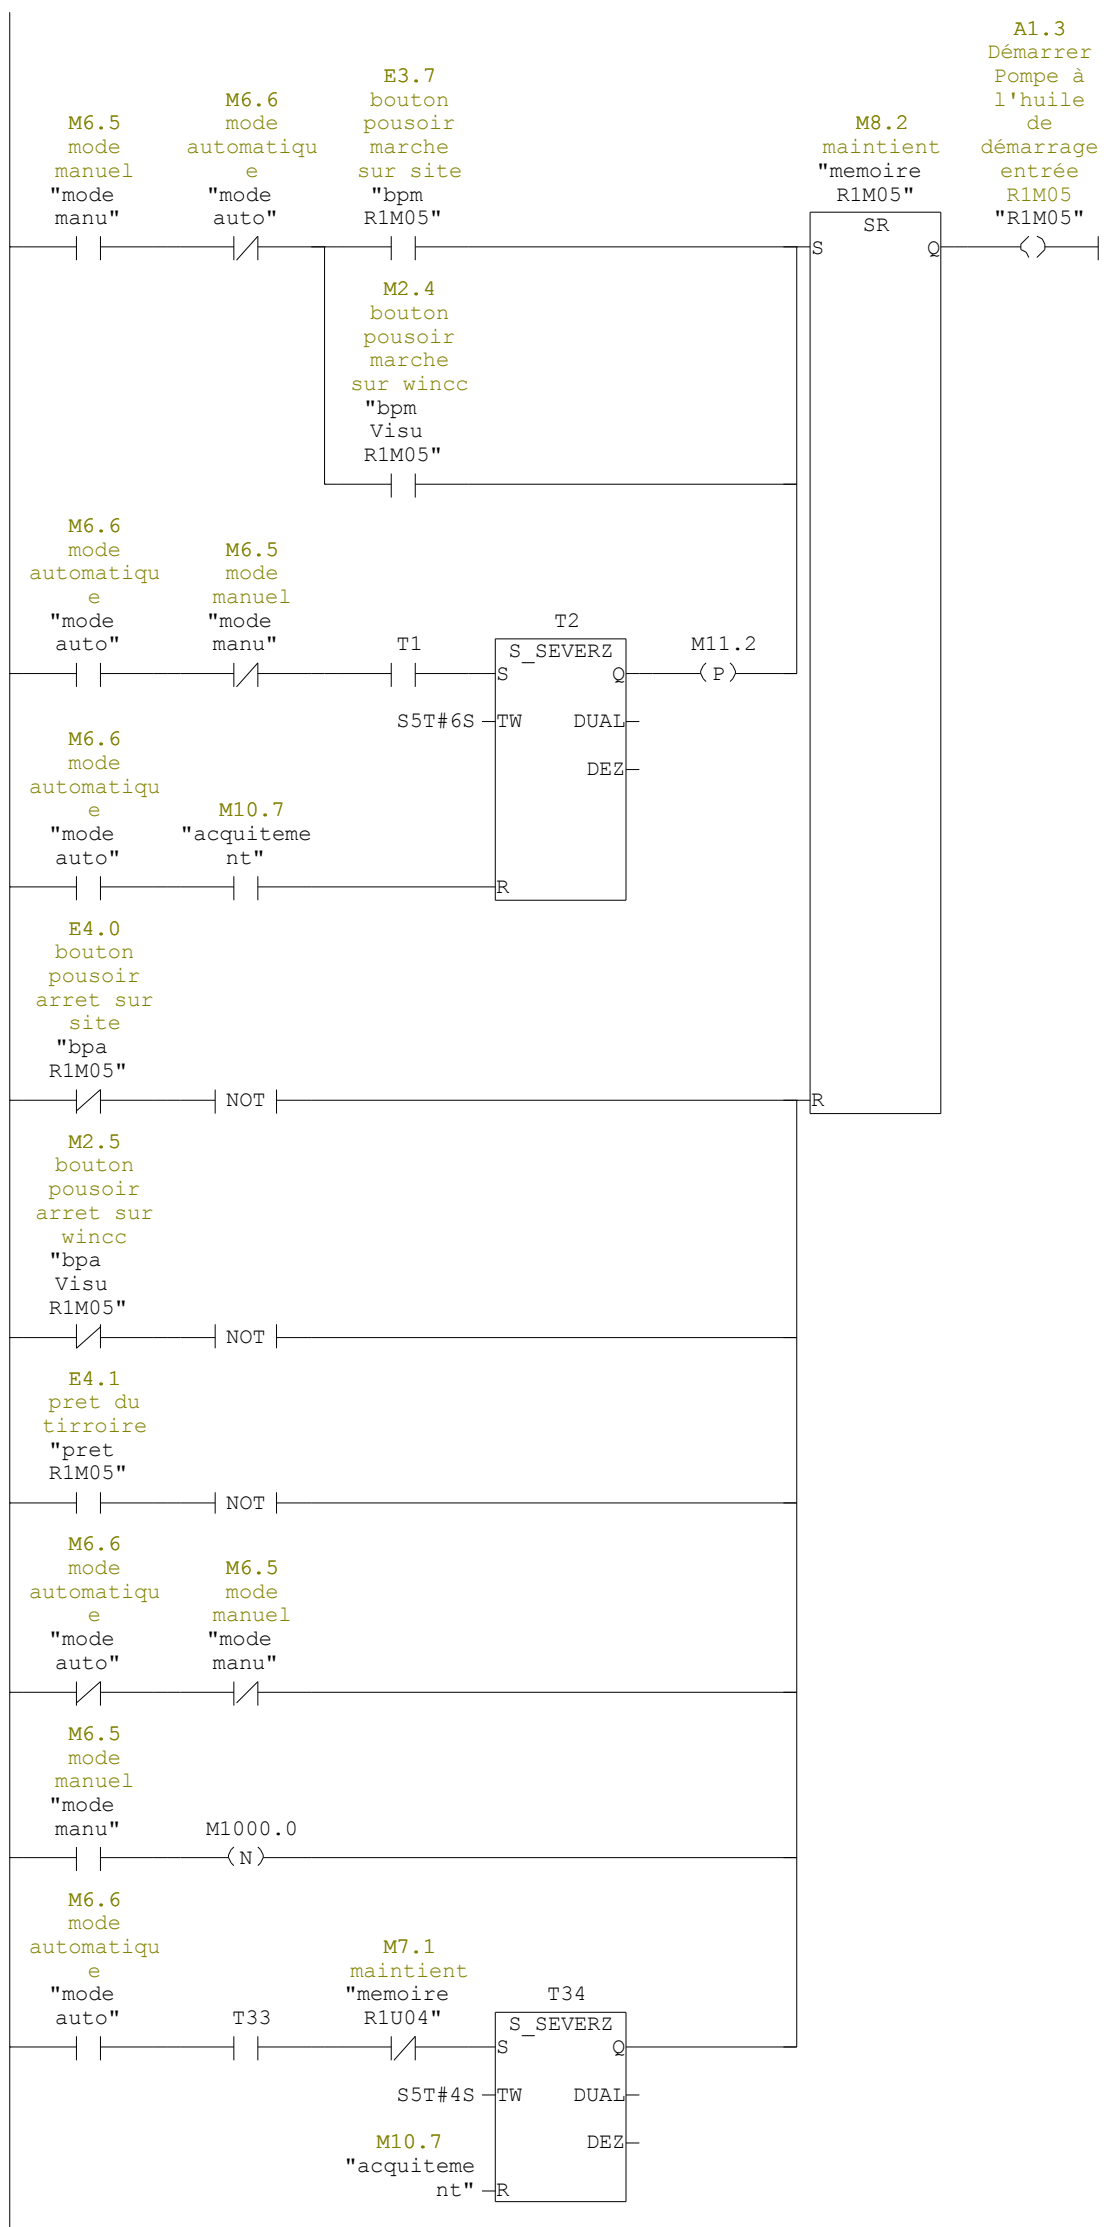 A1.3
Démarrer
Pompe à
l'huile
de
démarrage
entrée
R1M05
"R1M05"
M6.5
mode
manuel
"mode
manu"
M6.6
mode
automatiqu
e
"mode
auto"
E3.7
bouton
pousoir
marche
sur site
"bpm
R1M05"
M8.2
maintient
"memoire
R1M05"
SR
S
Q
M2.4
bouton
pousoir
marche
sur wincc
"bpm
Visu
R1M05"
M6.6
mode
automatiqu
e
"mode
auto"
M6.5
mode
manuel
"mode
manu"
T1
T2
S_SEVERZ
S
Q
M11.2
P
S5T#6S
TW
DUAL
DEZ
M6.6
mode
automatiqu
e
"mode
auto"
M10.7
"acquiteme
nt"
R
E4.0
bouton
pousoir
arret sur
site
"bpa
R1M05"
NOT
R
M2.5
bouton
pousoir
arret sur
wincc
"bpa
Visu
R1M05"
NOT
E4.1
pret du
tirroire
"pret
R1M05"
NOT
M6.6
mode
automatiqu
e
"mode
auto"
M6.5
mode
manuel
"mode
manu"
M6.5
mode
manuel
"mode
manu"
M1000.0
N
M6.6
mode
automatiqu
e
"mode
auto"
T33
M7.1
maintient
"memoire
R1U04"
T34
S_SEVERZ
S
Q
S5T#4S
TW
DUAL
DEZ
M10.7
"acquiteme
nt"
R